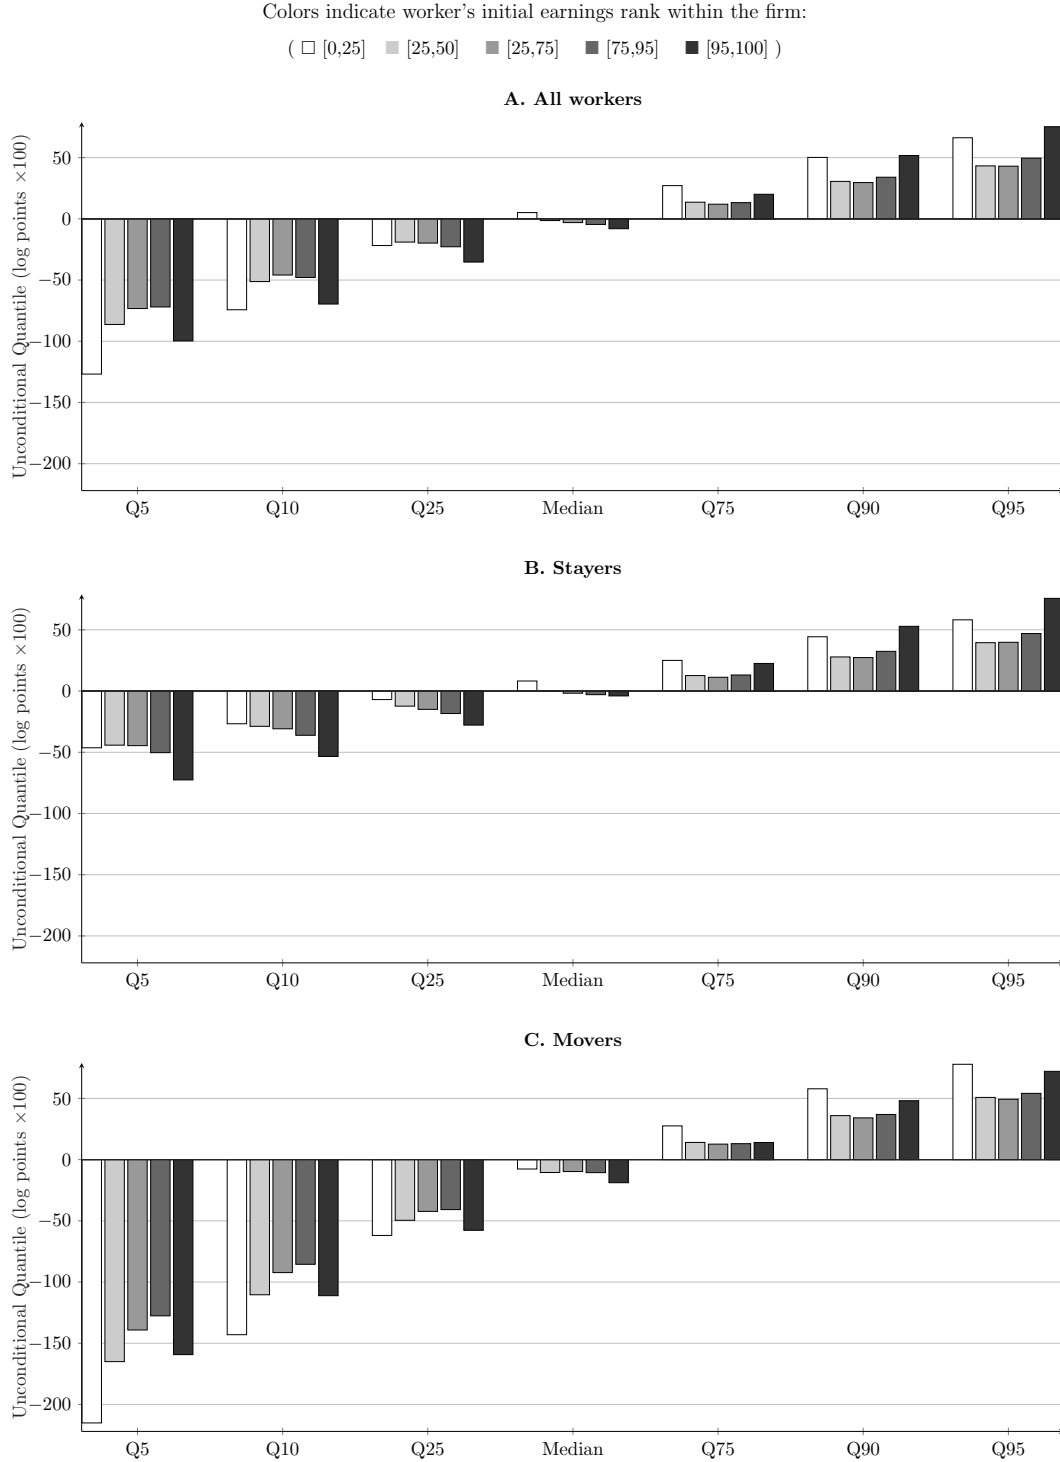 Colors indicate worker's initial earnings rank within the firm:
( [0,25] [25,50] [25,75] [75,95] [95,100] )
A. All workers
Unconditional Quantile (log points ×100)
50
0
−50
−100
−150
−200
Q5 Q10 Q25 Median Q75 Q90 Q95
B. Stayers
Unconditional Quantile (log points ×100)
50
0
−50
−100
−150
−200
Q5 Q10 Q25 Median Q75 Q90 Q95
C. Movers
Unconditional Quantile (log points ×100)
50
0
−50
−100
−150
−200
Q5 Q10 Q25 Median Q75 Q90 Q95